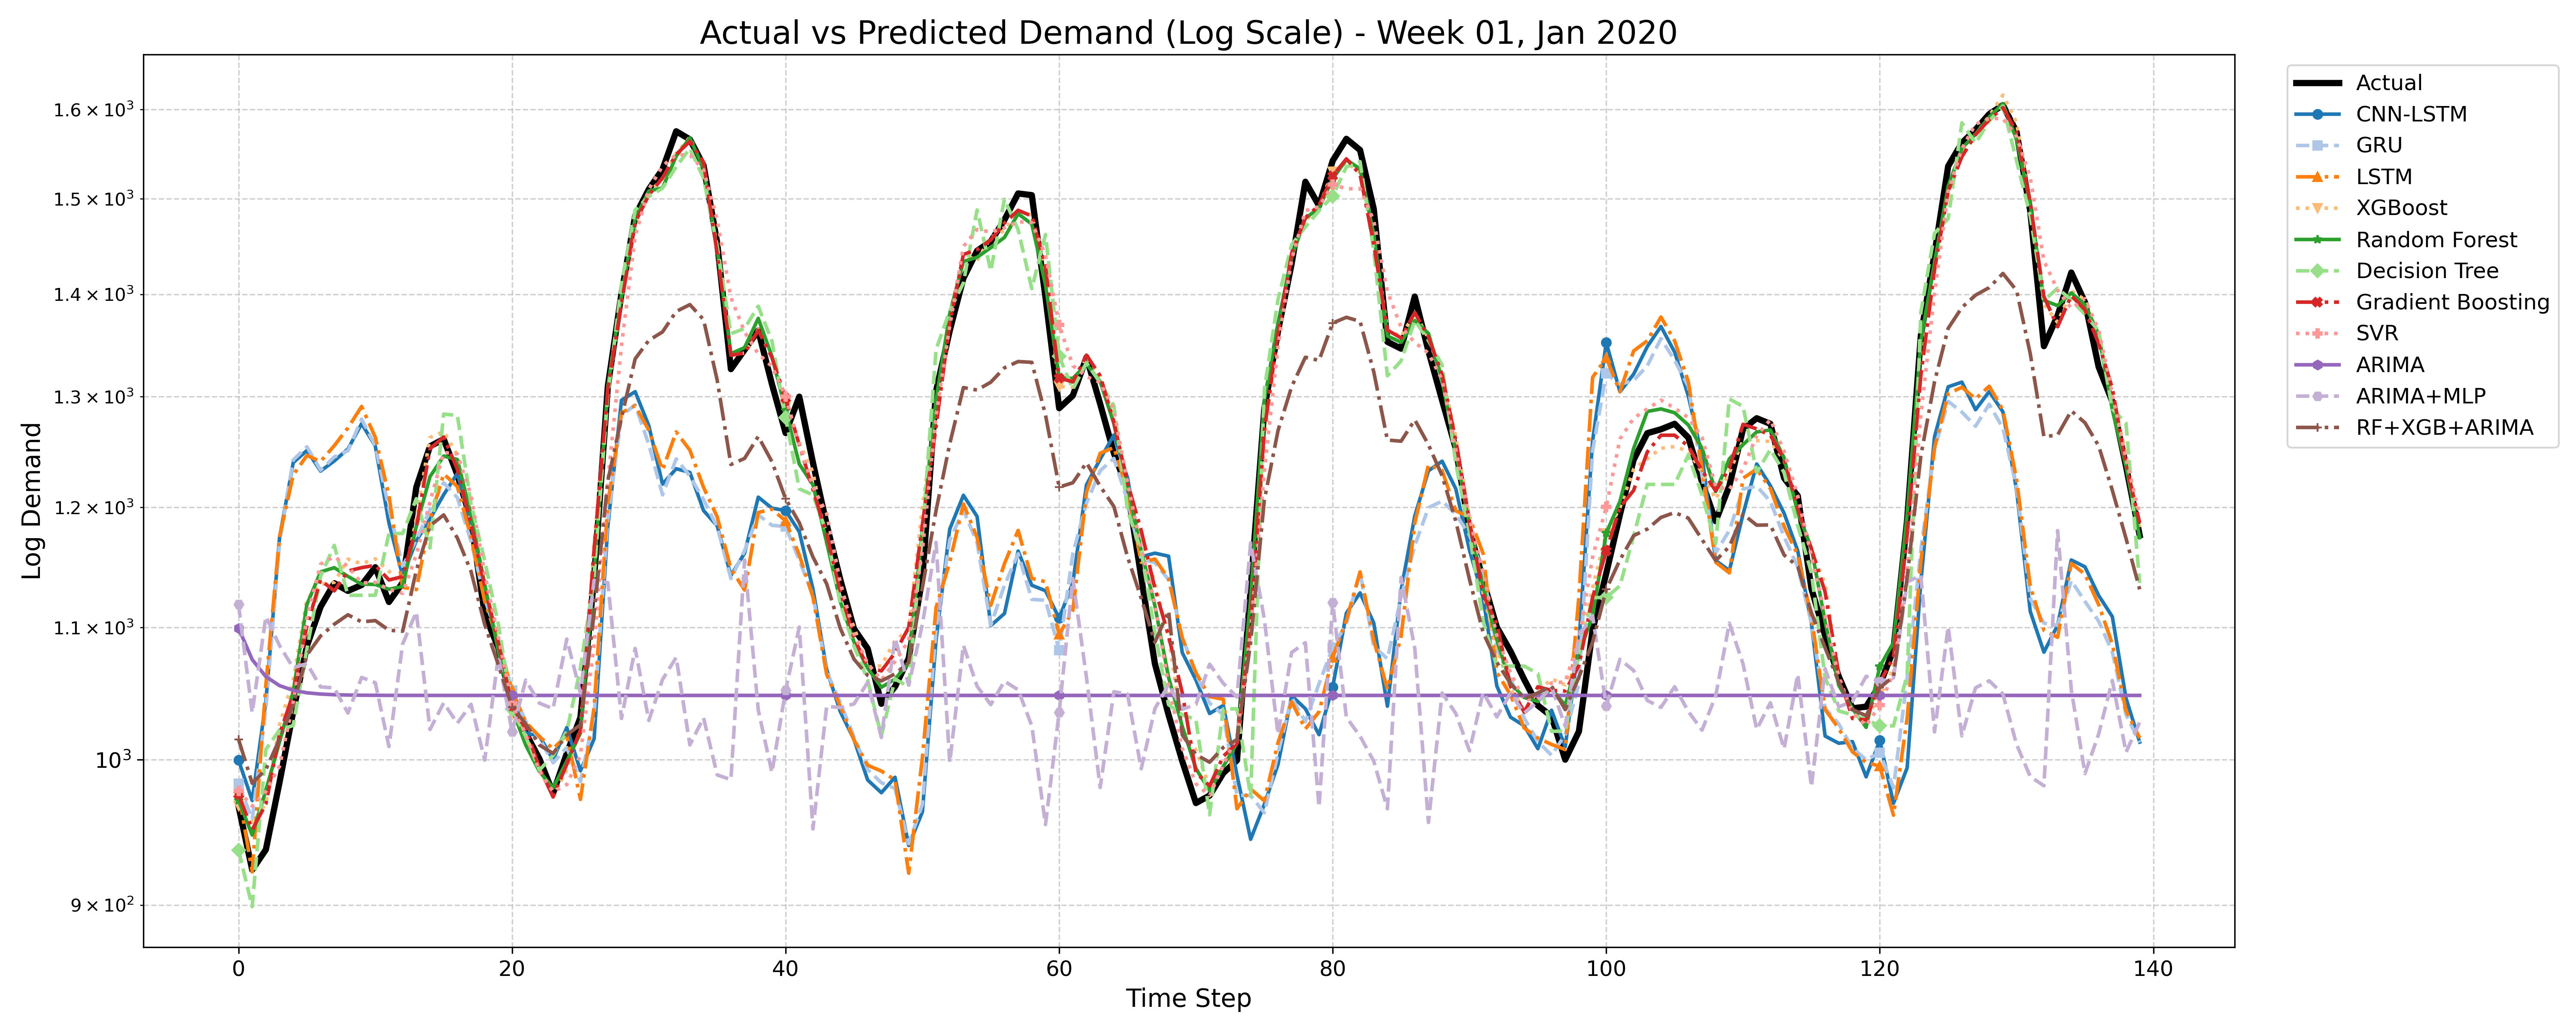 Actual vs Predicted Demand (Log Scale) - Week 01, Jan 2020
Log Demand
1.6 × 10³
1.5 × 10³
1.4 × 10³
1.3 × 10³
1.2 × 10³
1.1 × 10³
10³
9 × 10²
0 20 40 60 80 100 120 140
Time Step
Actual
CNN-LSTM
GRU
LSTM
XGBoost
Random Forest
Decision Tree
Gradient Boosting
SVR
ARIMA
ARIMA+MLP
RF+XGB+ARIMA